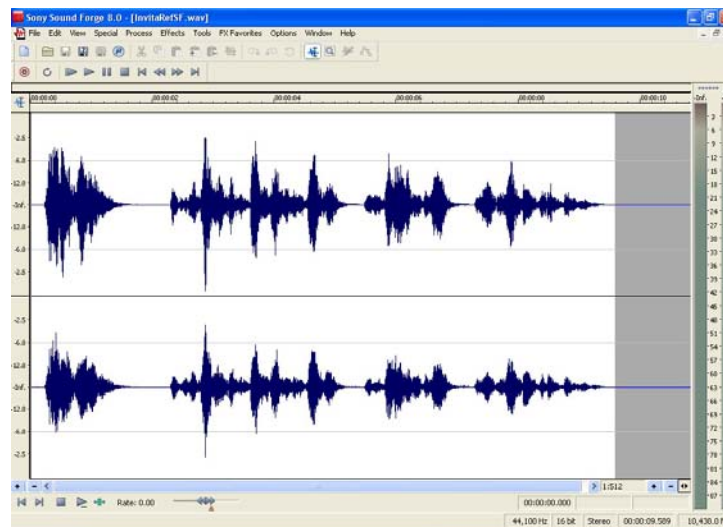 Sony Sound Forge 8.0 - [InvitaRefSF.wav]
File Edit View Special Process Effects Tools FX Favorites Options Window Help
00:00:00 00:00:02 00:00:04 00:00:06 00:00:08 00:00:10
-Inf.
-2.5
-6.0
-12.0
-Inf.
-12.0
-6.0
-2.5
-2.5
-6.0
-12.0
-Inf.
-12.0
-6.0
-2.5
1:512
Rate: 0.00
00:00:00.000
44,100 Hz 16 bit Stereo 00:00:09.589